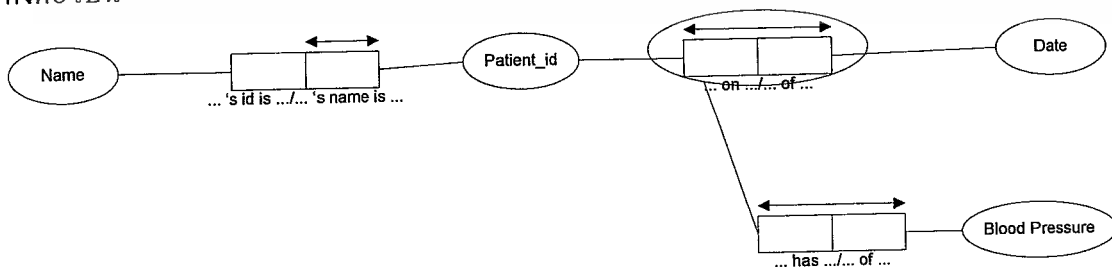 Name
Patient_id
Date
... 's id is .../... 's name is ...
... on .../... of ...
Blood Pressure
... has .../... of ...